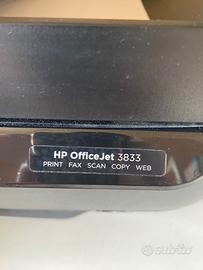 HP OfficeJet 3833
PRINT FAX SCAN COPY WEB
subito